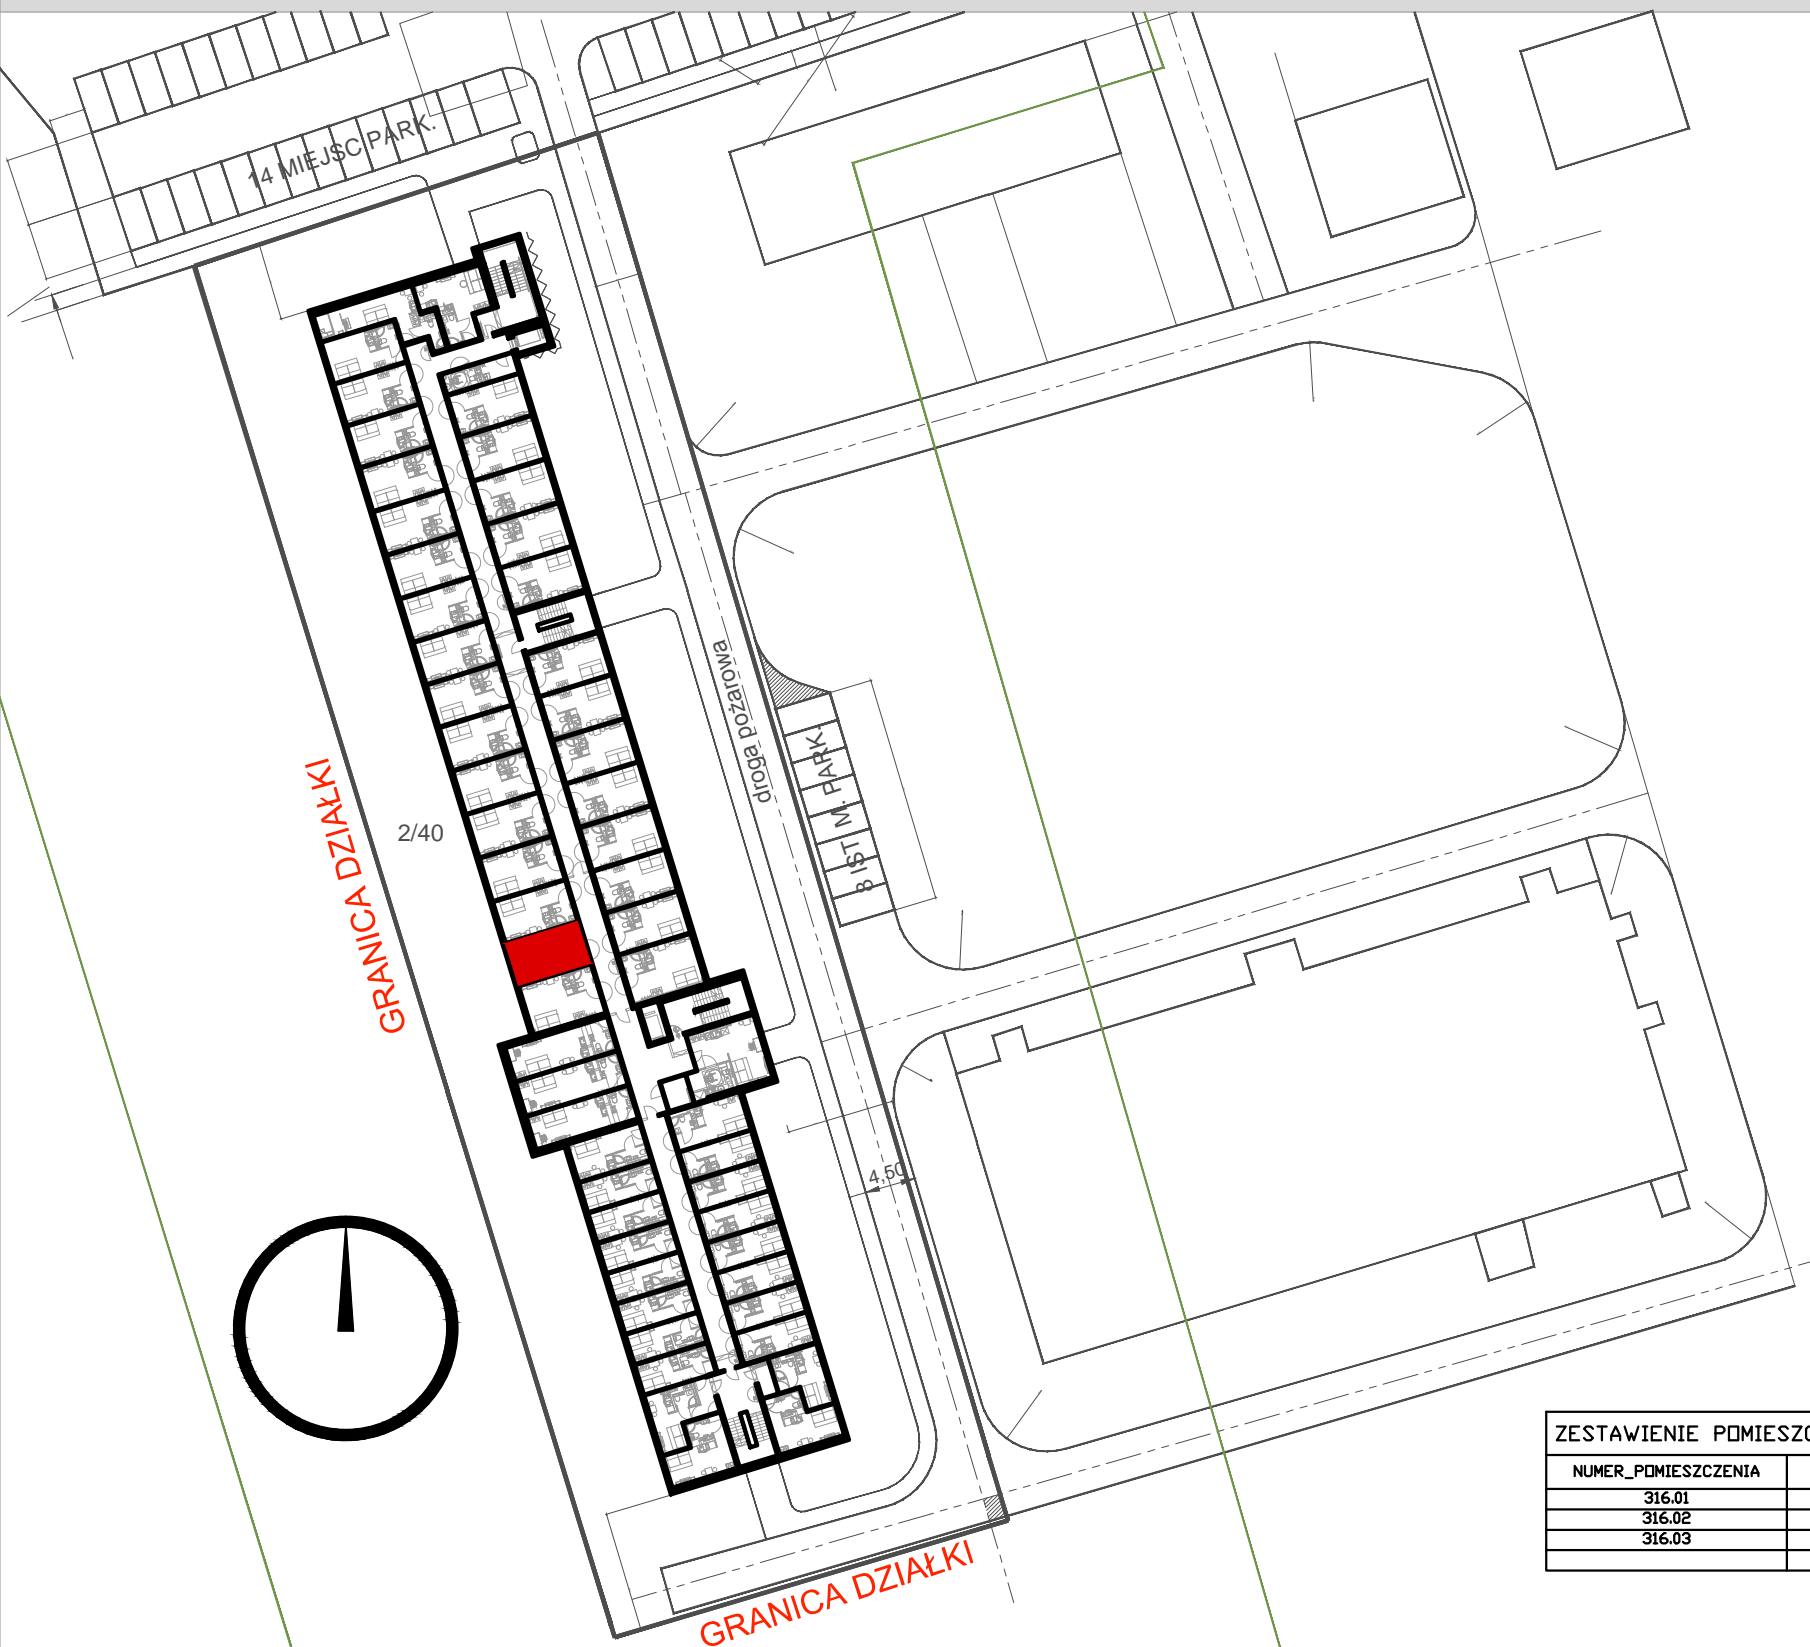 14 MIEJSC PARK.
droga pożarowa
GRANICA DZIAŁKI
2/40
8 IST M. PARK.
4,50
ZESTAWIENIE POMIESZC
NUMER_POMIESZCZENIA
316.01
316.02
316.03
GRANICA DZIAŁKI